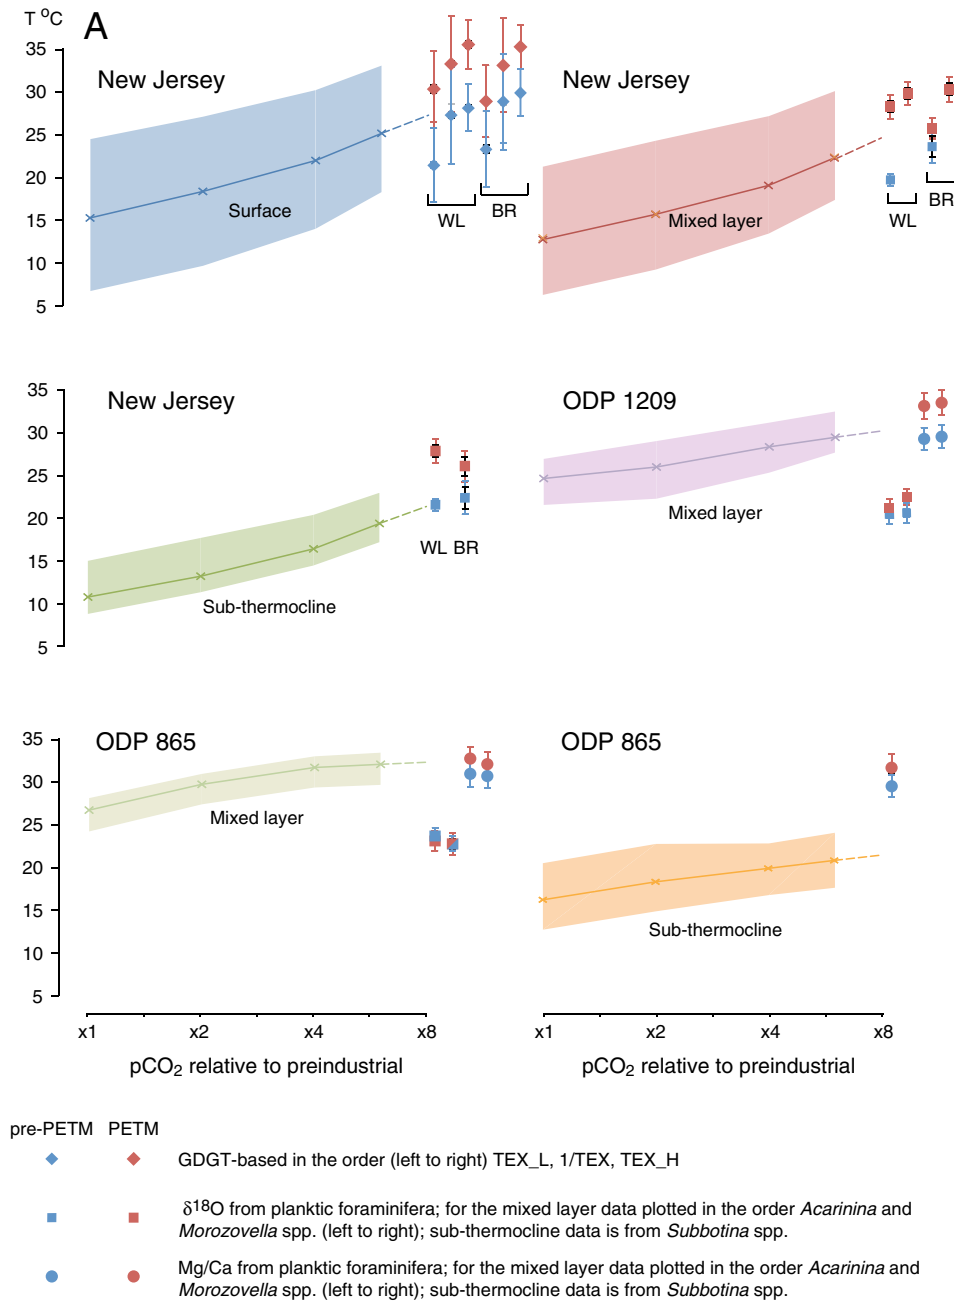 T °C
A
35
30
25
20
15
10
5
New Jersey
Surface
WL
BR
New Jersey
Mixed layer
WL
BR
35
30
25
20
15
10
5
New Jersey
Sub-thermocline
WL BR
ODP 1209
Mixed layer
35
30
25
20
15
10
5
ODP 865
Mixed layer
ODP 865
Sub-thermocline
x1 x2 x4 x8
pCO₂ relative to preindustrial
x1 x2 x4 x8
pCO₂ relative to preindustrial
pre-PETM PETM
GDGT-based in the order (left to right) TEX_L, 1/TEX, TEX_H
δ¹⁸O from planktic foraminifera; for the mixed layer data plotted in the order Acarinina and
Morozovella spp. (left to right); sub-thermocline data is from Subbotina spp.
Mg/Ca from planktic foraminifera; for the mixed layer data plotted in the order Acarinina and
Morozovella spp. (left to right); sub-thermocline data is from Subbotina spp.